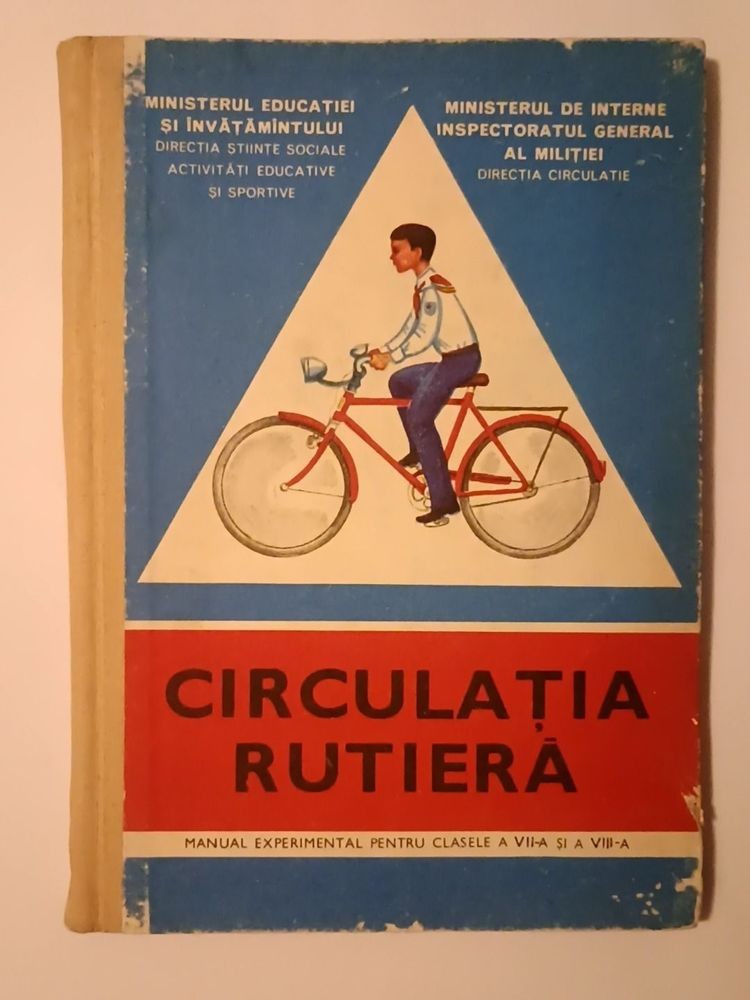 MINISTERUL EDUCAȚIEI
ȘI ÎNVĂȚĂMÎNTULUI
DIRECȚIA ȘTIINȚE SOCIALE
ACTIVITĂȚI EDUCATIVE
ȘI SPORTIVE
MINISTERUL DE INTERNE
INSPECTORATUL GENERAL
AL MILIȚIEI
DIRECȚIA CIRCULAȚIE
CIRCULAȚIA
RUTIERĂ
MANUAL EXPERIMENTAL PENTRU CLASELE A VII-A ȘI A VIII-A